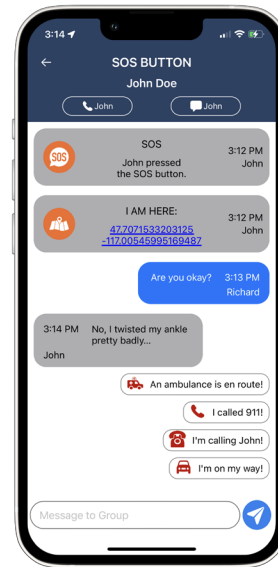 3:14
SOS BUTTON
John Doe
John
John
SOS
SOS
3:12 PM
John pressed
John
the SOS button.
I AM HERE:
3:12 PM
47.7071533203125
John
-117.00545995169487
Are you okay? 3:13 PM
Richard
3:14 PM No, I twisted my ankle
pretty badly...
John
An ambulance is en route!
I called 911!
I'm calling John!
I'm on my way!
Message to Group